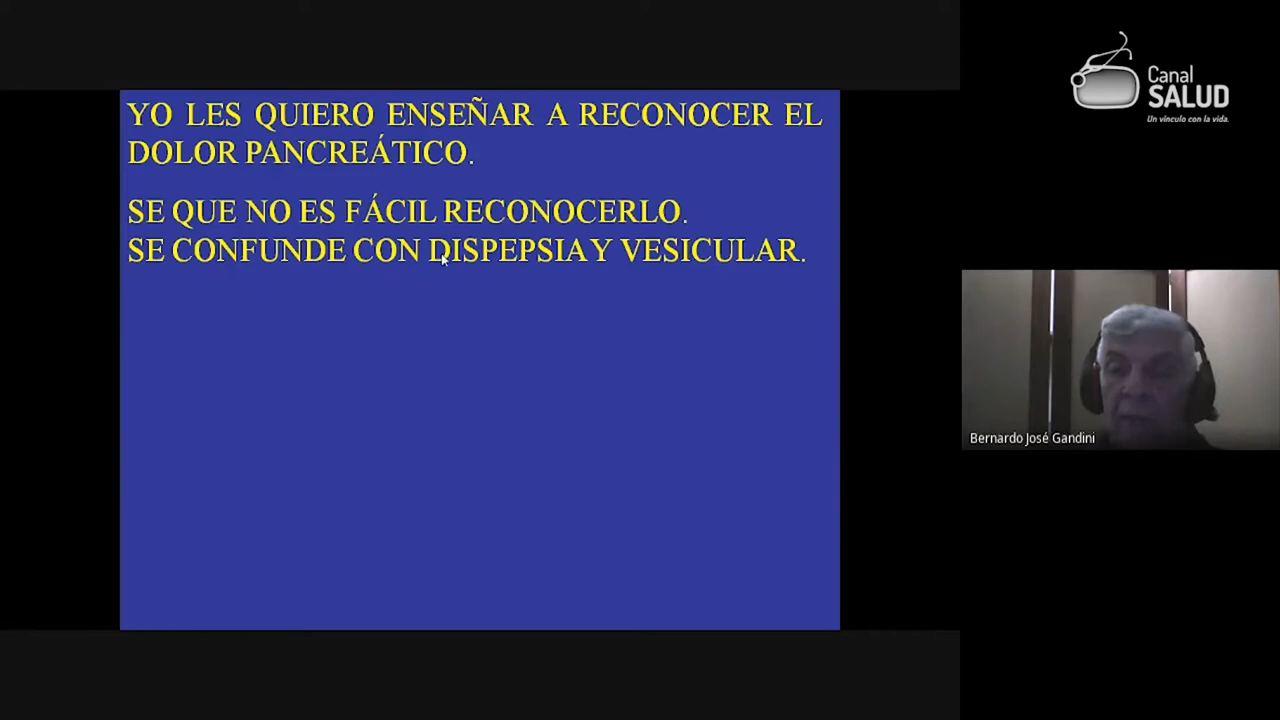 YO LES QUIERO ENSEÑAR A RECONOCER EL
DOLOR PANCREÁTICO.
SE QUE NO ES FÁCIL RECONOCERLO.
SE CONFUNDE CON DISPEPSIA Y VESICULAR.
Canal
SALUD
Un vínculo con la vida.
Bernardo José Gandini